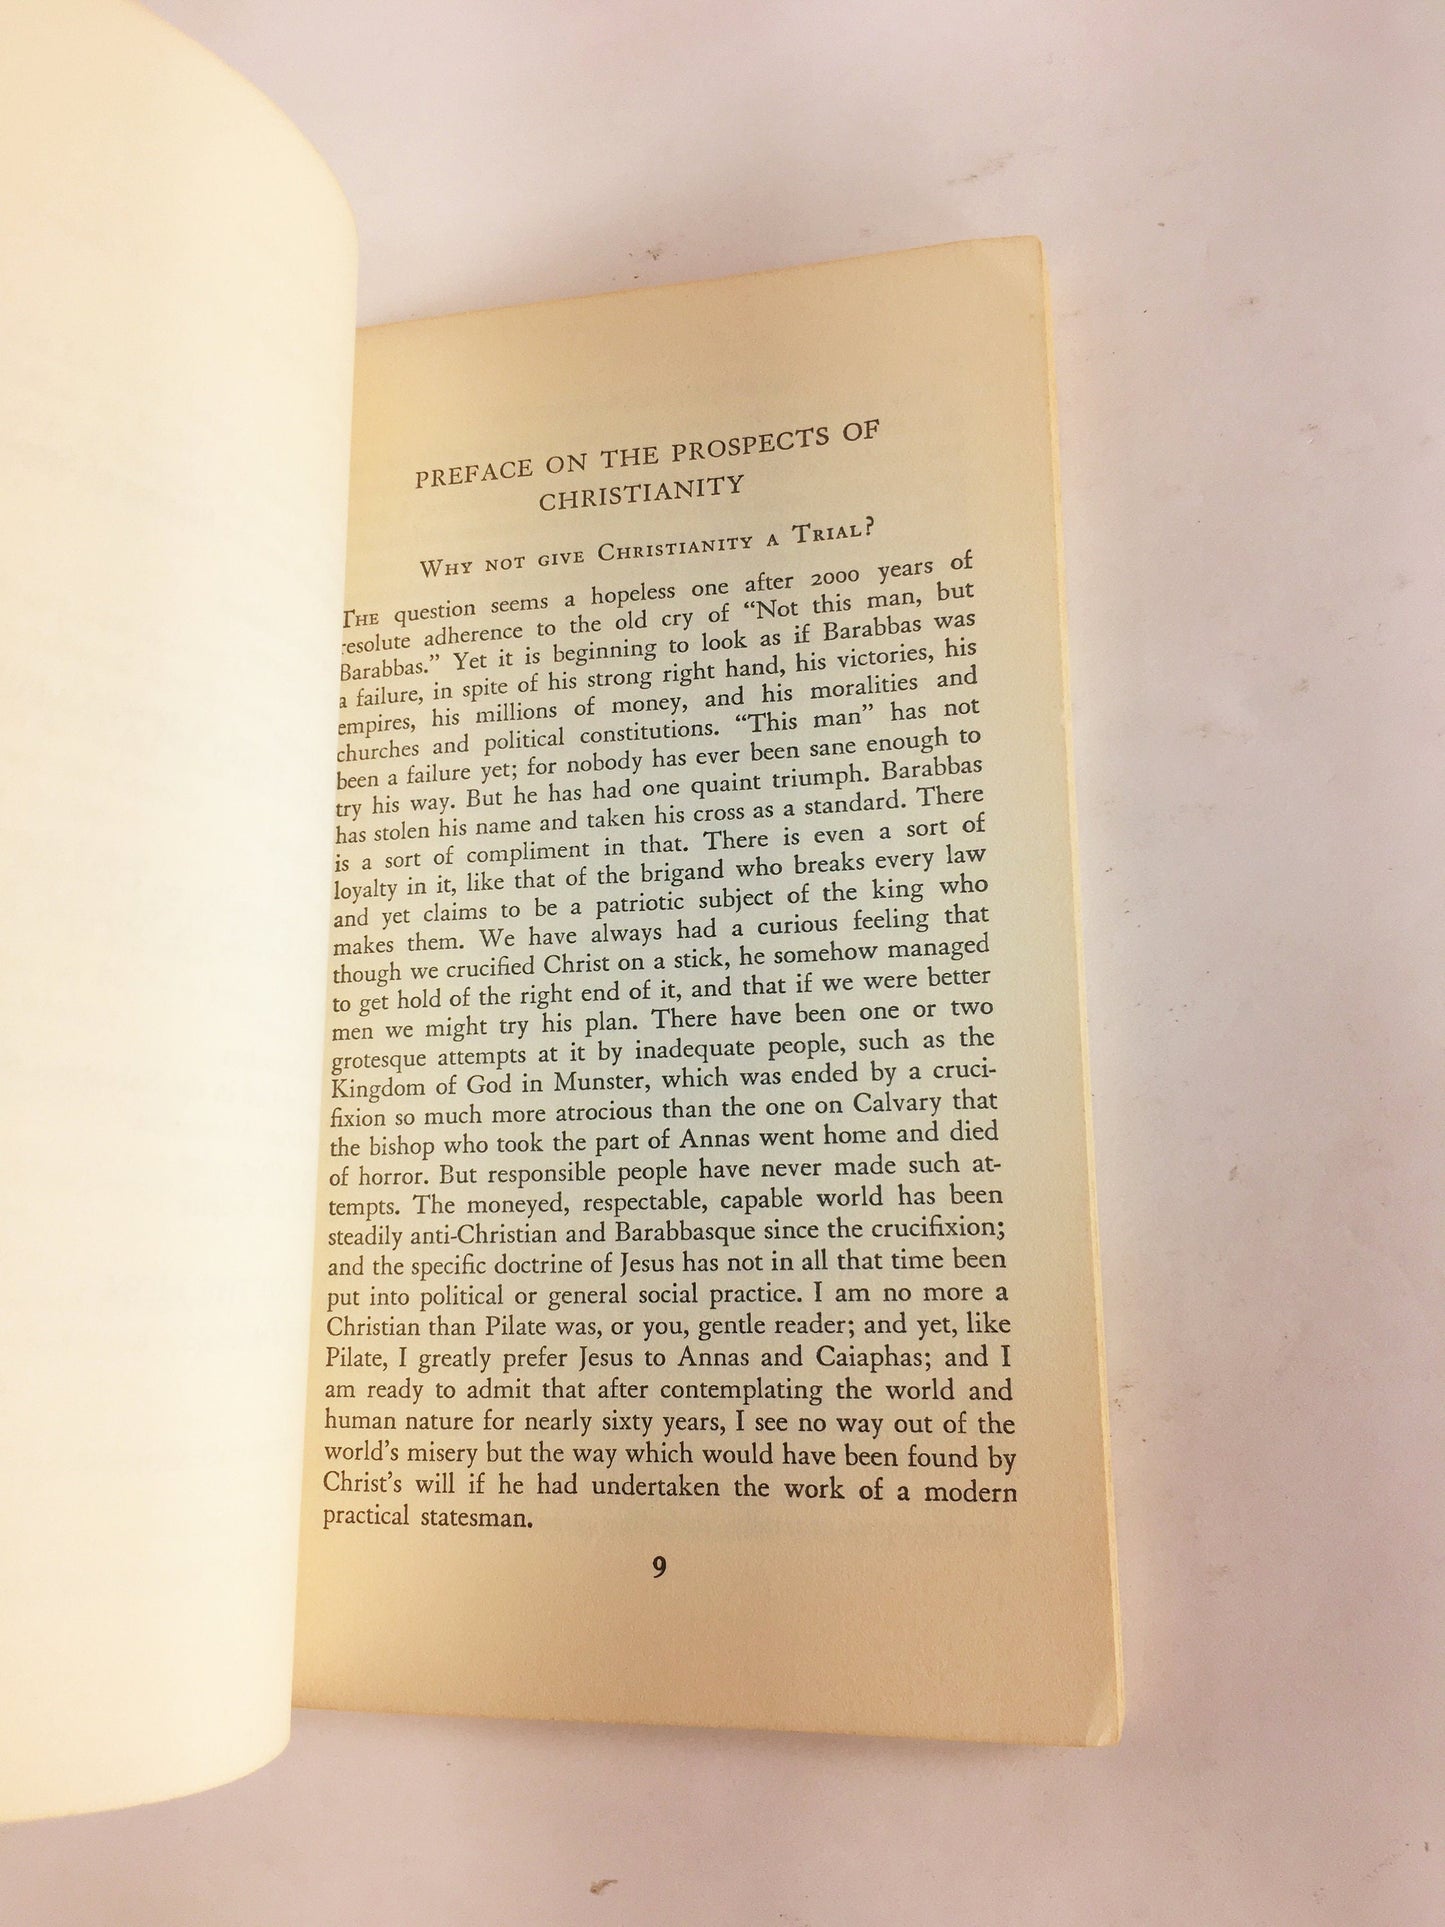 PREFACE ON THE PROSPECTS OF
CHRISTIANITY
WHY NOT GIVE CHRISTIANITY A TRIAL?
THE question seems a hopeless one after 2000 years of
resolute adherence to the old cry of “Not this man, but
Barabbas.” Yet it is beginning to look as if Barabbas was
a failure, in spite of his strong right hand, his victories, his
empires, his millions of money, and his moralities and
churches and political constitutions. “This man” has not
been a failure yet; for nobody has ever been sane enough to
try his way. But he has had one quaint triumph. Barabbas
has stolen his name and taken his cross as a standard. There
is a sort of compliment in that. There is even a sort of
loyalty in it, like that of the brigand who breaks every law
and yet claims to be a patriotic subject of the king who
makes them. We have always had a curious feeling that
though we crucified Christ on a stick, he somehow managed
to get hold of the right end of it, and that if we were better
men we might try his plan. There have been one or two
grotesque attempts at it by inadequate people, such as the
Kingdom of God in Munster, which was ended by a cruci-
fixion so much more atrocious than the one on Calvary that
the bishop who took the part of Annas went home and died
of horror. But responsible people have never made such at-
tempts. The moneyed, respectable, capable world has been
steadily anti-Christian and Barabbasque since the crucifixion;
and the specific doctrine of Jesus has not in all that time been
put into political or general social practice. I am no more a
Christian than Pilate was, or you, gentle reader; and yet, like
Pilate, I greatly prefer Jesus to Annas and Caiaphas; and I
am ready to admit that after contemplating the world and
human nature for nearly sixty years, I see no way out of the
world’s misery but the way which would have been found by
Christ’s will if he had undertaken the work of a modern
practical statesman.
9